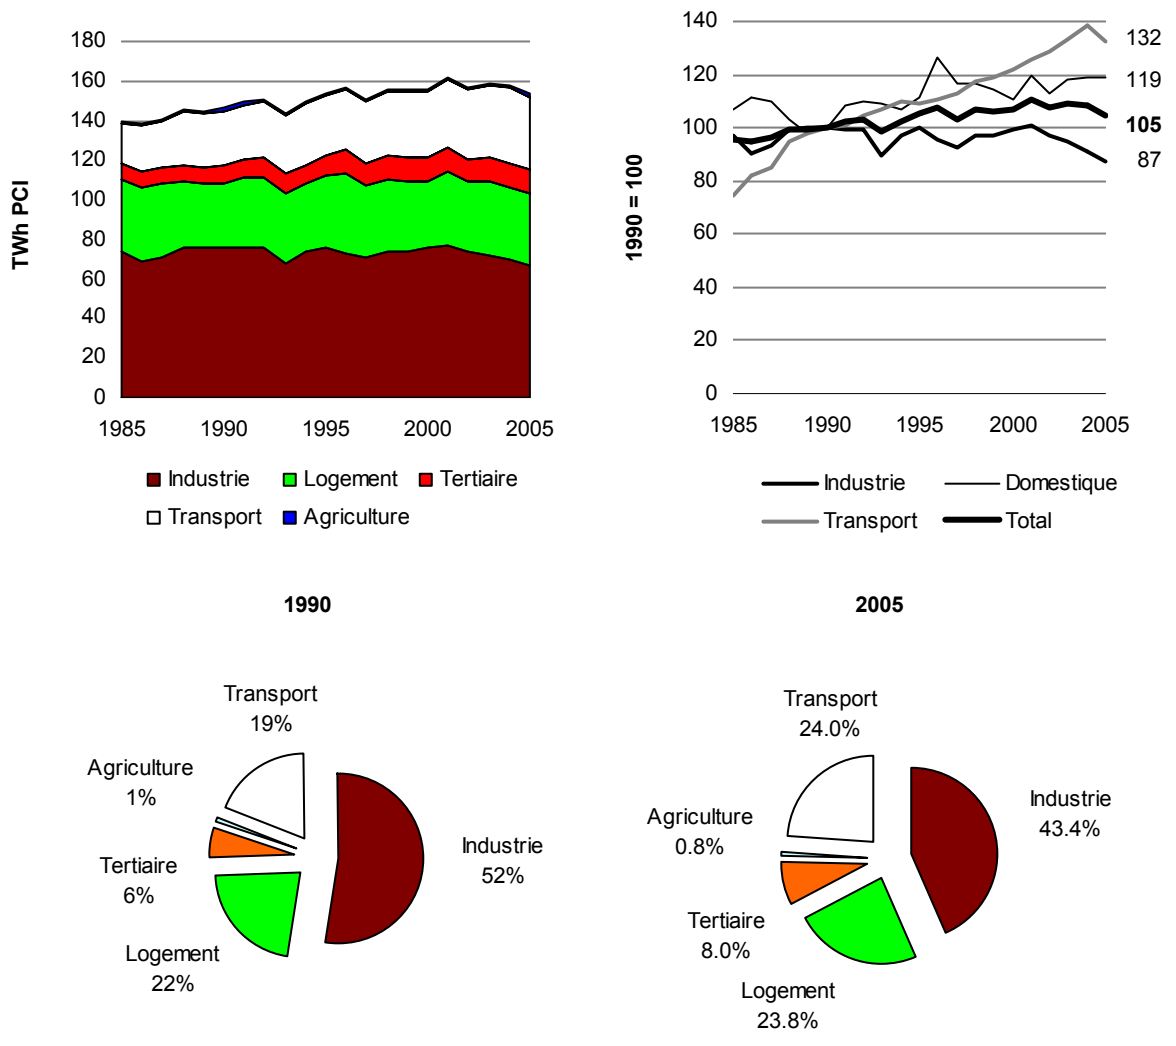 180
160
140
120
100
80
60
40
20
0
TWh PCI
1985 1990 1995 2000 2005
Industrie Logement Tertiaire
Transport Agriculture
140
120
100
80
60
40
20
0
1990 = 100
132
119
105
87
1985 1990 1995 2000 2005
Industrie Domestique
Transport Total
1990
Transport
19%
Agriculture
1%
Tertiaire
6%
Logement
22%
Industrie
52%
2005
Transport
24.0%
Agriculture
0.8%
Tertiaire
8.0%
Logement
23.8%
Industrie
43.4%